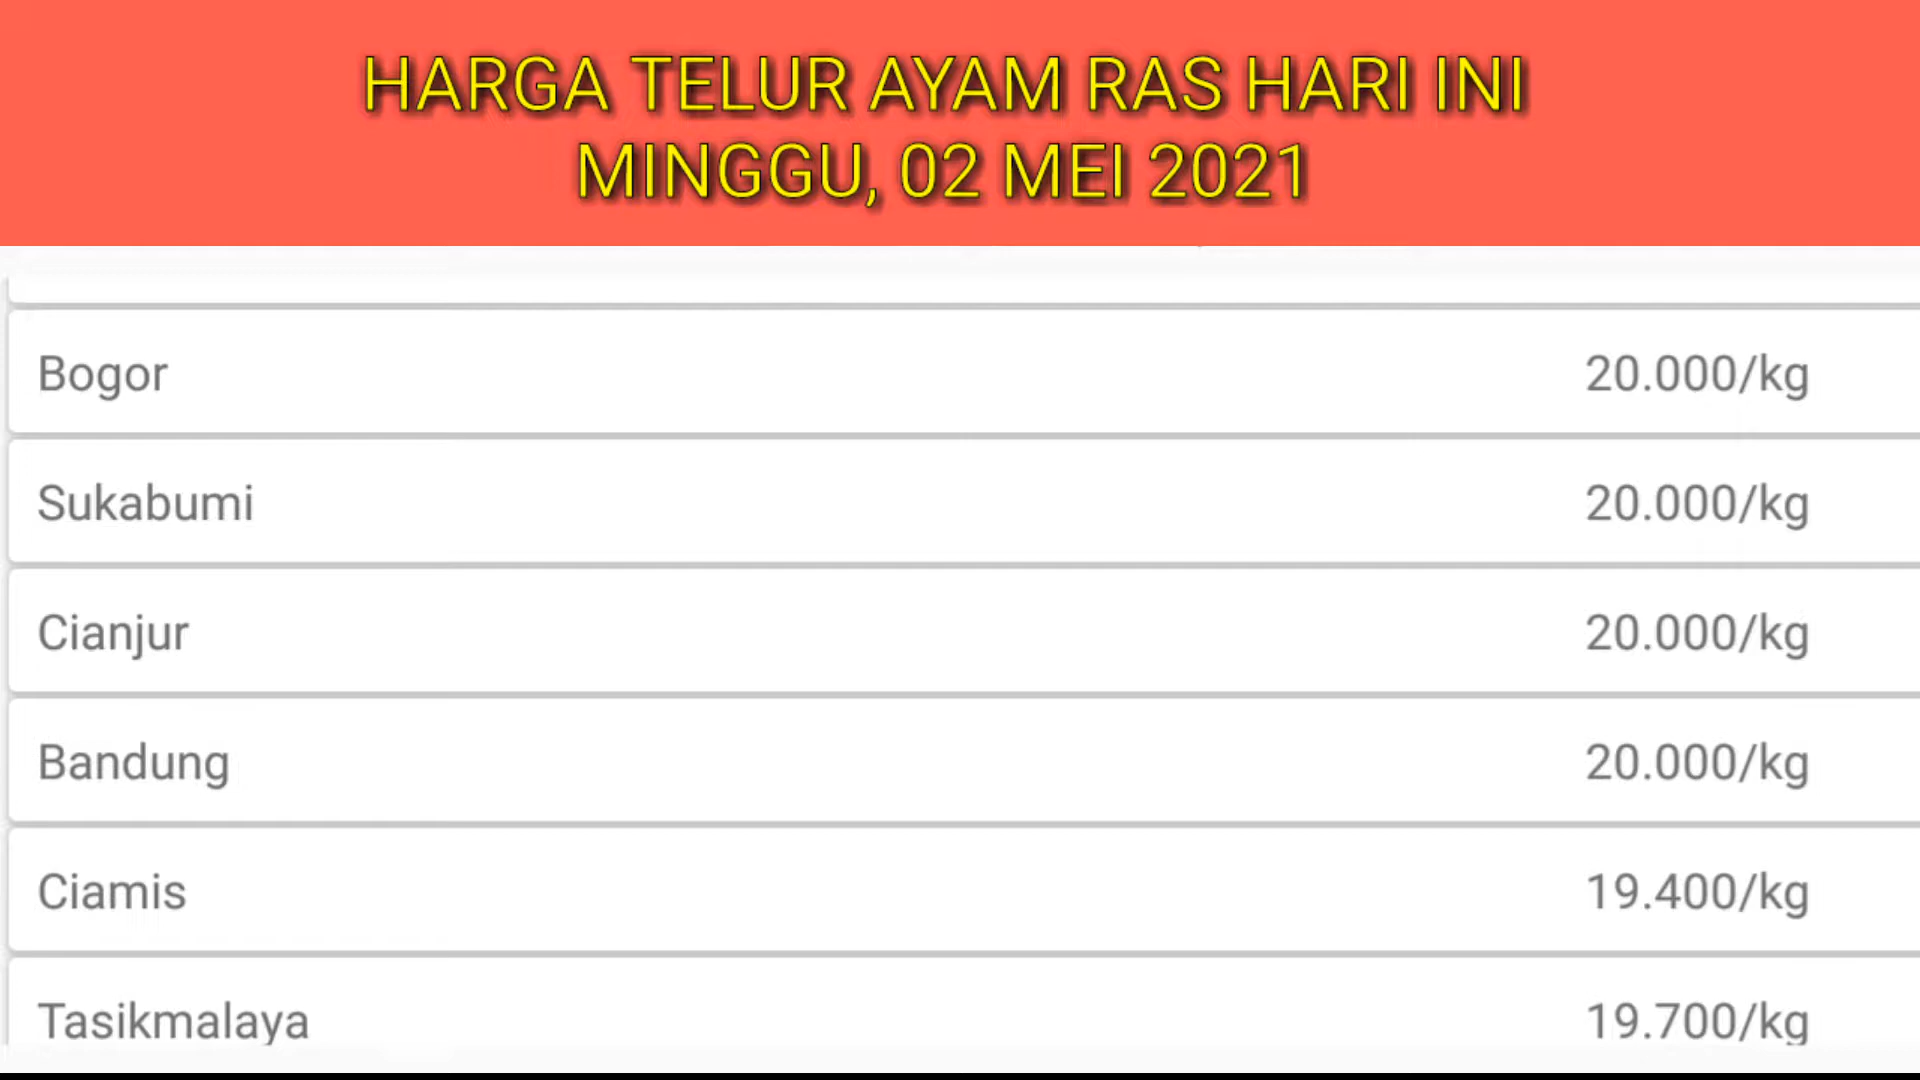 HARGA TELUR AYAM RAS HARI INI
MINGGU, 02 MEI 2021
Bogor 20.000/kg
Sukabumi 20.000/kg
Cianjur 20.000/kg
Bandung 20.000/kg
Ciamis 19.400/kg
Tasikmalaya 19.700/kg